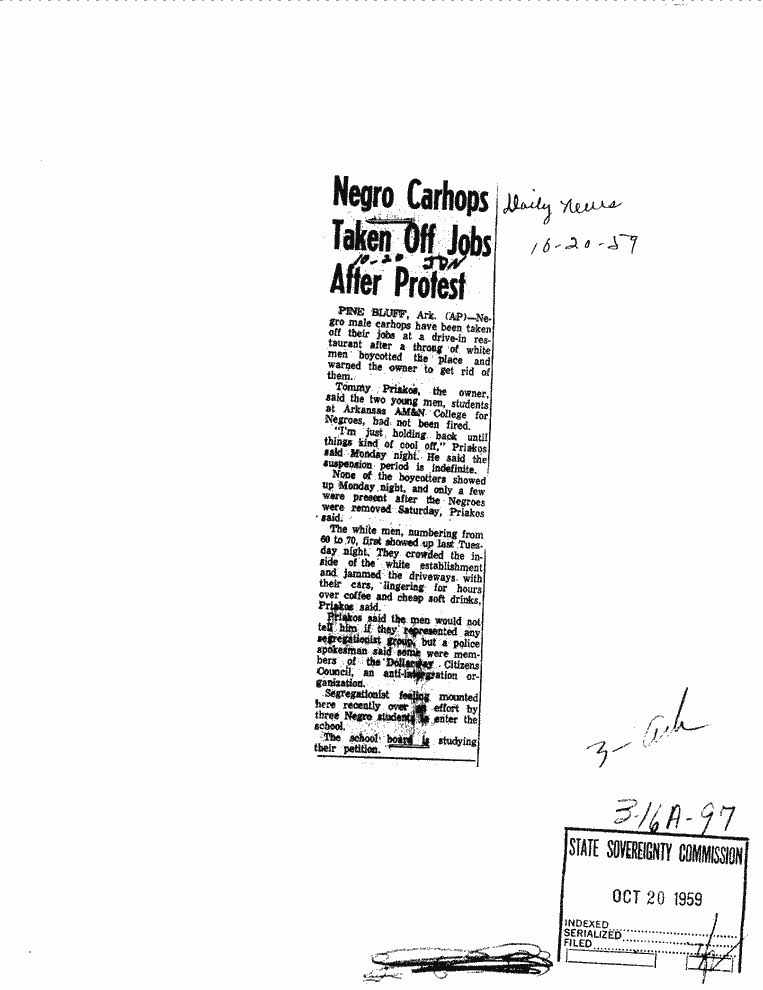 Negro Carhops
Taken Off Jobs
10-20 JDN
After Protest
Daily News
10-20-59
PINE BLUFF, Ark. (AP)—Ne-
gro male carhops have been taken
off their jobs at a drive-in res-
taurant after a throng of white
men boycotted the place and
warned the owner to get rid of
them.
Tommy Priakos, the owner,
said the two young men, students
at Arkansas AM&N College for
Negroes, had not been fired.
"I'm just holding back until
things kind of cool off," Priakos
said Monday night. He said the
suspension period is indefinite.
None of the boycotters showed
up Monday night, and only a few
were present after the Negroes
were removed Saturday, Priakos
said.
The white men, numbering from
60 to 70, first showed up last Tues-
day night. They crowded the in-
side of the white establishment
and jammed the driveways with
their cars, lingering for hours
over coffee and cheap soft drinks,
Priakos said.
Priakos said the men would not
tell him if they represented any
segregationist group, but a police
spokesman said some were mem-
bers of the Dollarway Citizens
Council, an anti-integration or-
ganization.
Segregationist feeling mounted
here recently over an effort by
three Negro students to enter the
school.
The school board is studying
their petition.
3- Ark
3-16A-97
STATE SOVEREIGNTY COMMISSION
OCT 20 1959
INDEXED
SERIALIZED
FILED